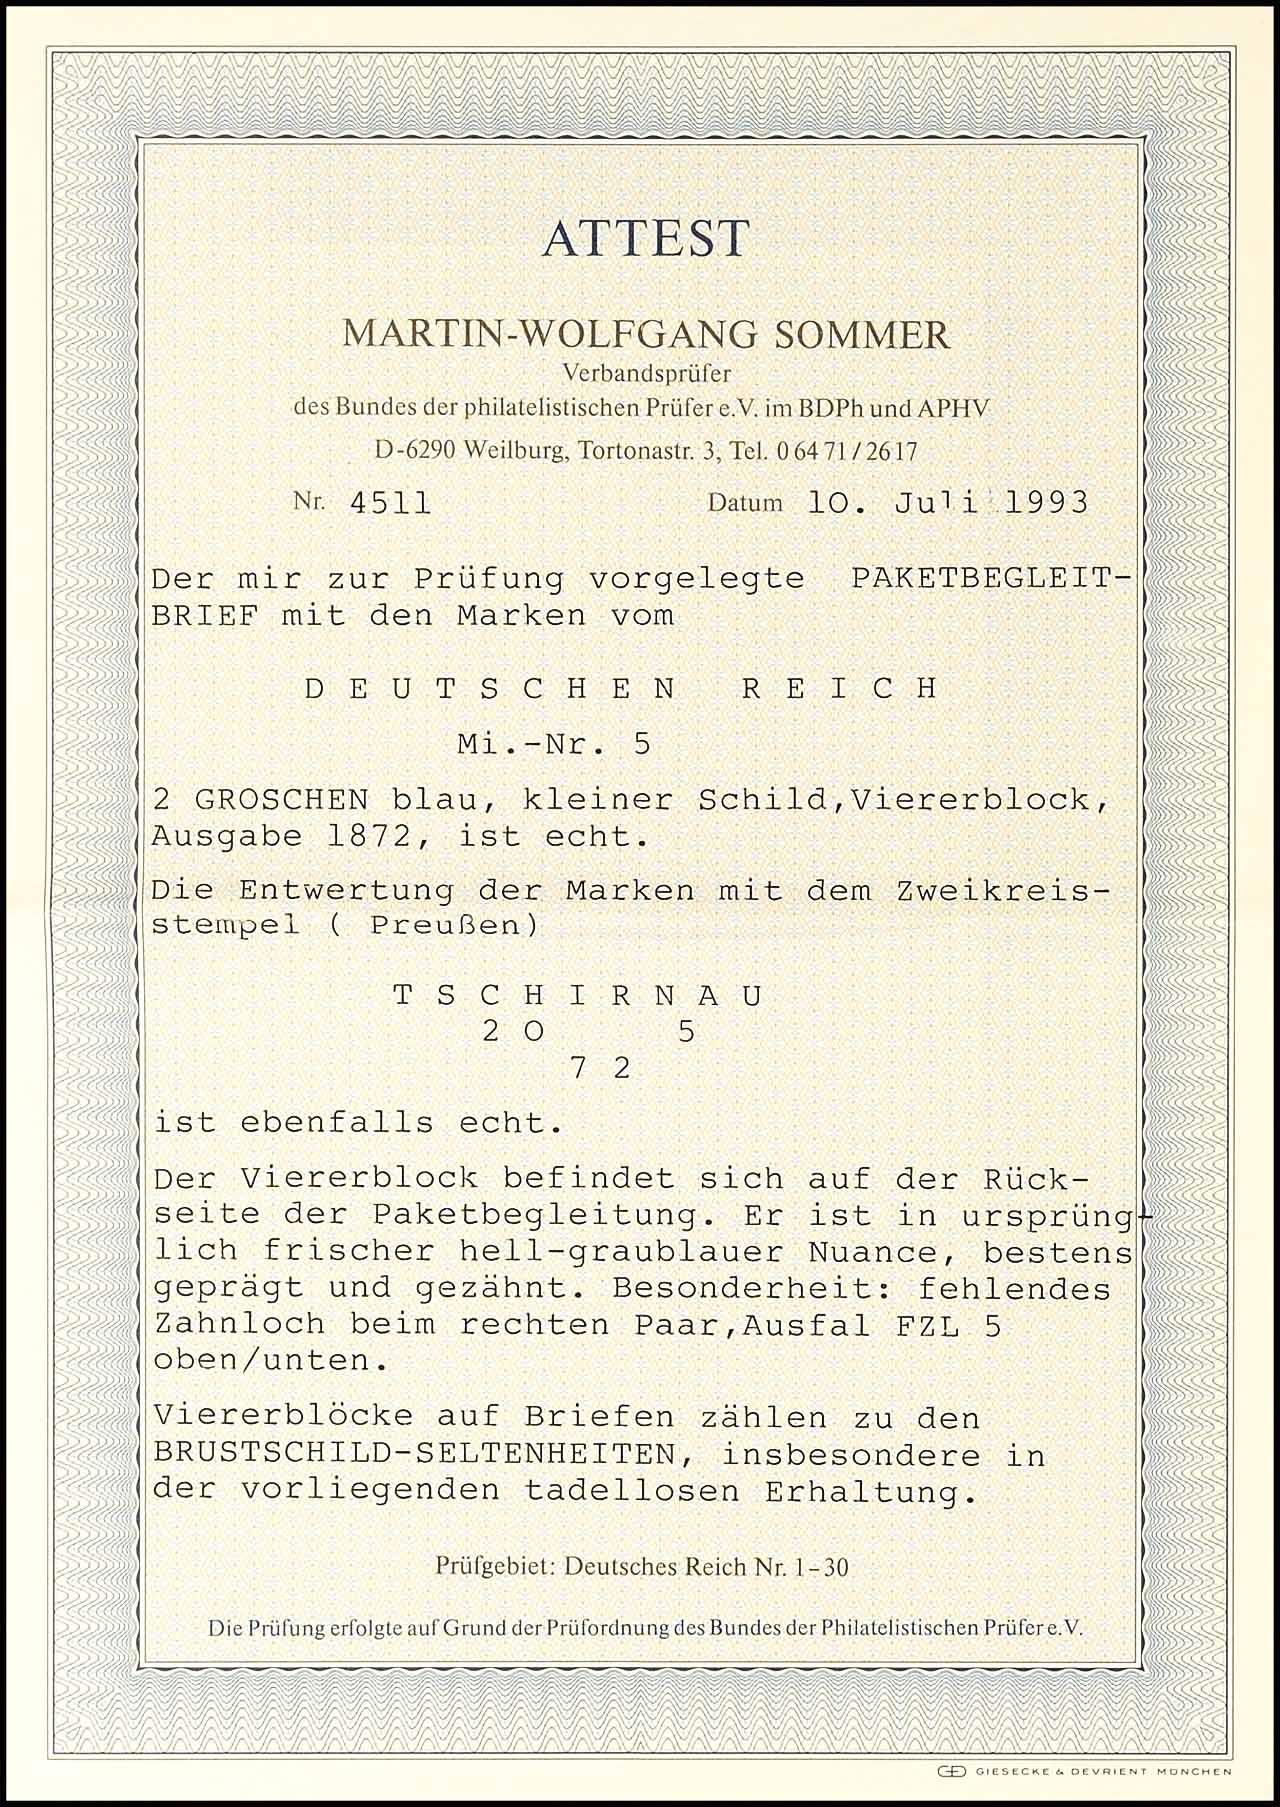 ATTEST
MARTIN-WOLFGANG SOMMER
Verbandsprüfer
des Bundes der philatelistischen Prüfer e.V. im BDPh und APHV
D-6290 Weilburg, Tortonastr. 3, Tel. 0 64 71 / 26 17
Nr. 4511 Datum 10. Juli 1993
Der mir zur Prüfung vorgelegte PAKETBEGLEIT-
BRIEF mit den Marken vom
D E U T S C H E N R E I C H
Mi.-Nr. 5
2 GROSCHEN blau, kleiner Schild,Viererblock,
Ausgabe 1872, ist echt.
Die Entwertung der Marken mit dem Zweikreis-
stempel ( Preußen)
T S C H I R N A U
2 0 5
7 2
ist ebenfalls echt.
Der Viererblock befindet sich auf der Rück-
seite der Paketbegleitung. Er ist in ursprüng-
lich frischer hell-graublauer Nuance, bestens
geprägt und gezähnt. Besonderheit: fehlendes
Zahnloch beim rechten Paar,Ausfal FZL 5
oben/unten.
Viererblöcke auf Briefen zählen zu den
BRUSTSCHILD-SELTENHEITEN, insbesondere in
der vorliegenden tadellosen Erhaltung.
Prüfgebiet: Deutsches Reich Nr. 1-30
Die Prüfung erfolgte auf Grund der Prüfordnung des Bundes der Philatelistischen Prüfer e.V.
GIESECKE & DEVRIENT MÜNCHEN